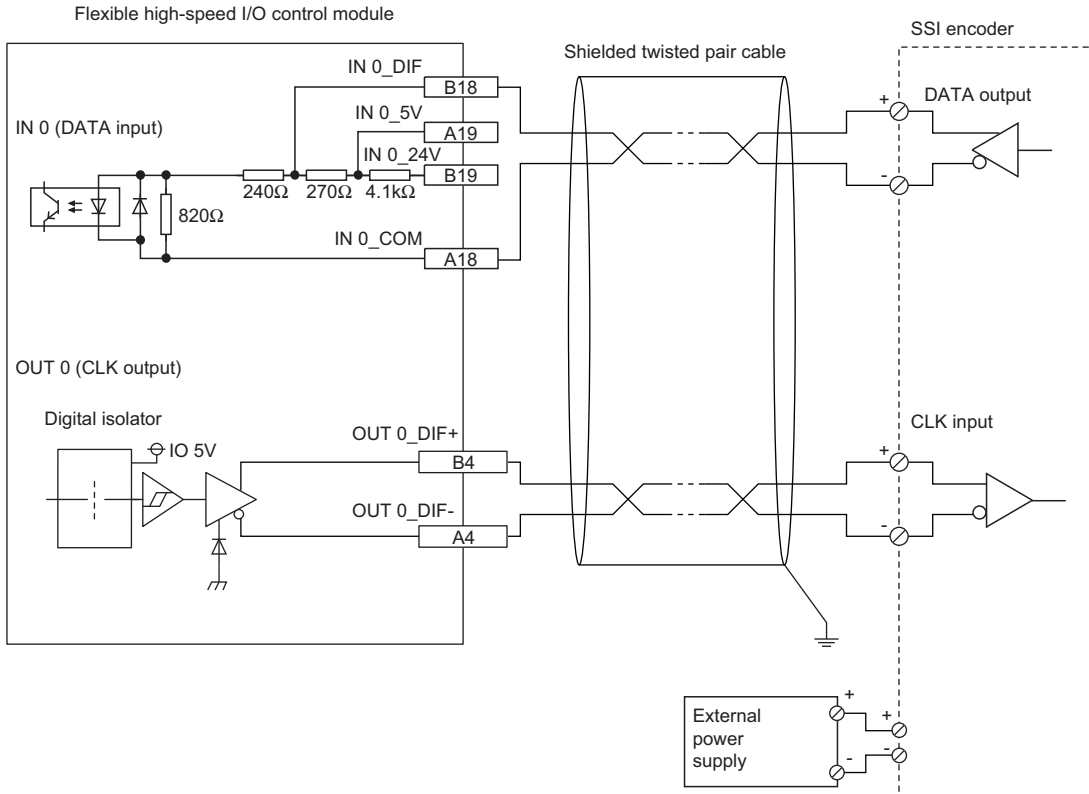 Flexible high-speed I/O control module
SSI encoder
Shielded twisted pair cable
IN 0_DIF
B18
IN 0 (DATA input)
IN 0_5V
A19
IN 0_24V
B19
240Ω
270Ω
4.1kΩ
820Ω
IN 0_COM
A18
+
DATA output
-
OUT 0 (CLK output)
Digital isolator
IO 5V
OUT 0_DIF+
B4
OUT 0_DIF-
A4
CLK input
+
-
External
power
supply
+
+
-
-